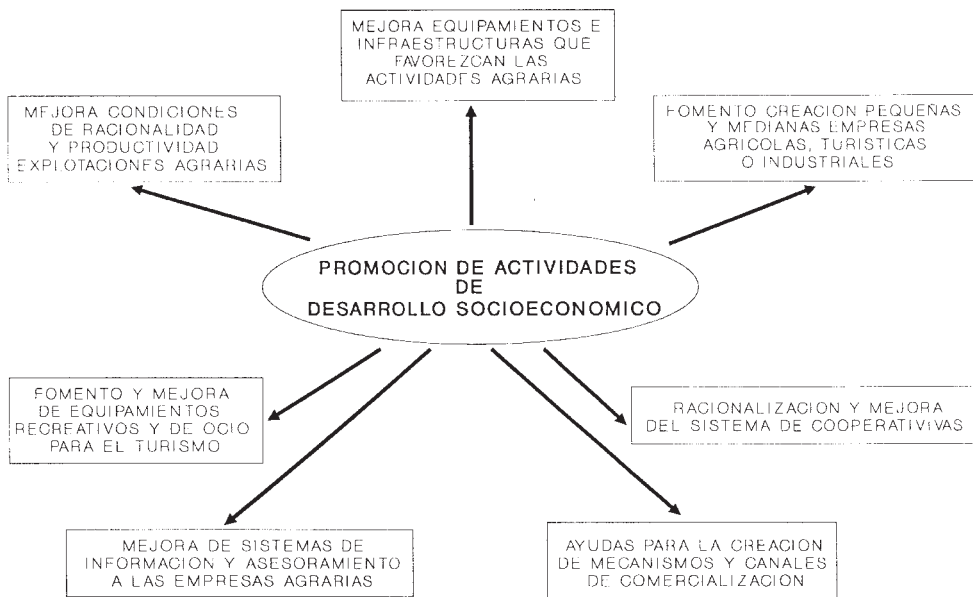 MEJORA EQUIPAMIENTOS E
INFRAESTRUCTURAS QUE
FAVOREZCAN LAS
ACTIVIDADES AGRARIAS
MEJORA CONDICIONES
DE RACIONALIDAD
Y PRODUCTIVIDAD
EXPLOTACIONES AGRARIAS
FOMENTO CREACION PEQUEÑAS
Y MEDIANAS EMPRESAS
AGRICOLAS, TURISTICAS
O INDUSTRIALES
PROMOCION DE ACTIVIDADES
DE
DESARROLLO SOCIOECONOMICO
FOMENTO Y MEJORA
DE EQUIPAMIENTOS
RECREATIVOS Y DE OCIO
PARA EL TURISMO
RACIONALIZACION Y MEJORA
DEL SISTEMA DE COOPERATIVIVAS
MEJORA DE SISTEMAS DE
INFORMACION Y ASESORAMIENTO
A LAS EMPRESAS AGRARIAS
AYUDAS PARA LA CREACION
DE MECANISMOS Y CANALES
DE COMERCIALIZACION